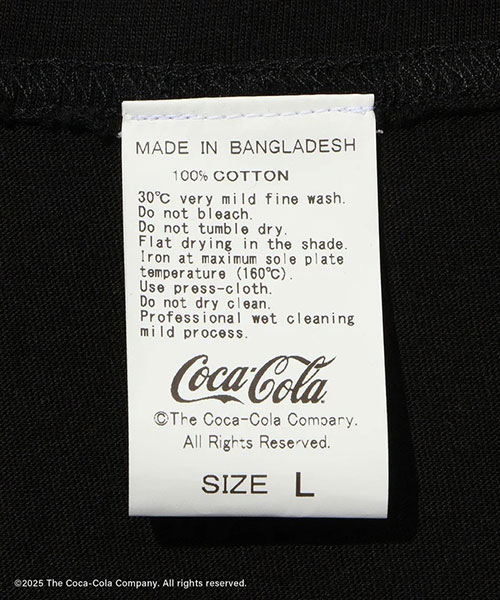 MADE IN BANGLADESH
100% COTTON
30℃ very mild fine wash.
Do not bleach.
Do not tumble dry.
Flat drying in the shade.
Iron at maximum sole plate
temperature (160℃).
Use press-cloth.
Do not dry clean.
Professional wet cleaning
mild process.
Coca-Cola
©The Coca-Cola Company.
All Rights Reserved.
SIZE L
©2025 The Coca-Cola Company. All rights reserved.